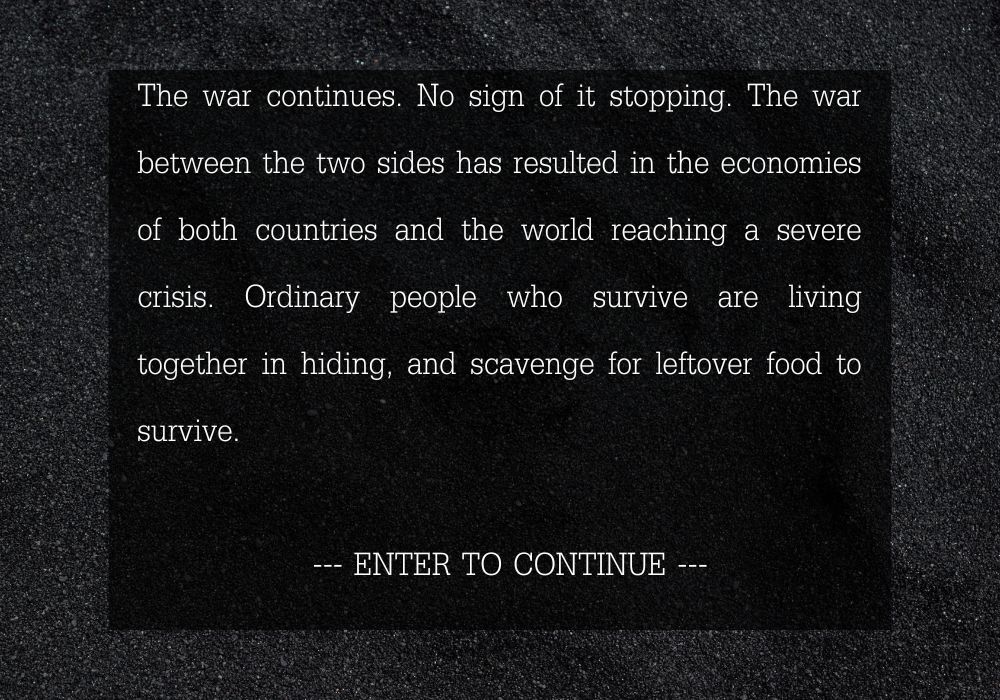 The war continues. No sign of it stopping. The war
between the two sides has resulted in the economies
of both countries and the world reaching a severe
crisis. Ordinary people who survive are living
together in hiding, and scavenge for leftover food to
survive.
--- ENTER TO CONTINUE ---